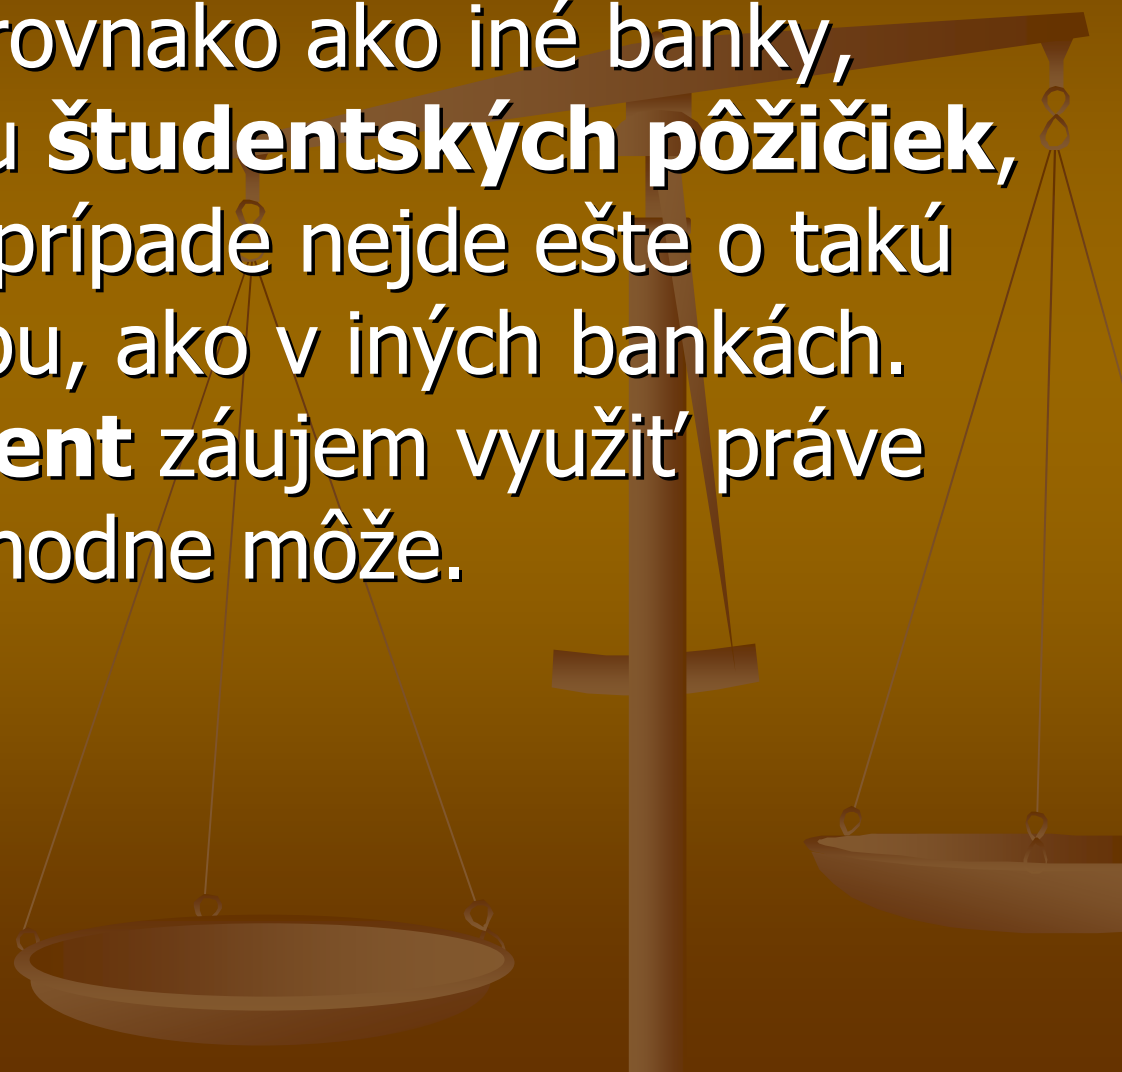 rovnako ako iné banky,
u študentských pôžičiek,
prípade nejde ešte o takú
ou, ako v iných bankách.
ent záujem využiť práve
hodne môže.